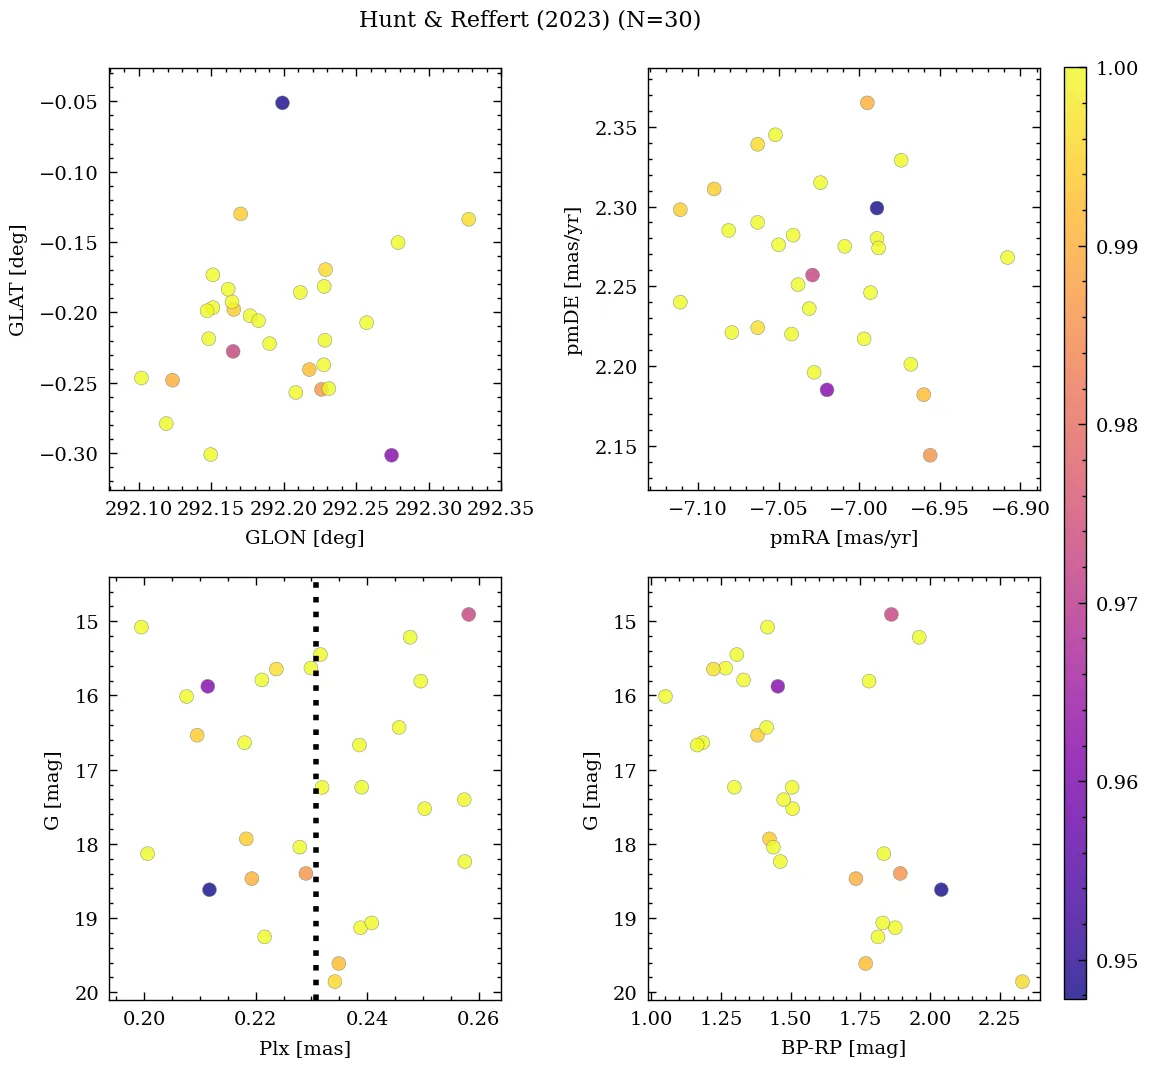 Hunt & Reffert (2023) (N=30)
−0.05
−0.10
−0.15
−0.20
−0.25
−0.30
GLAT [deg]
292.10 292.15 292.20 292.25 292.30 292.35
GLON [deg]
2.35
2.30
2.25
2.20
2.15
pmDE [mas/yr]
−7.10 −7.05 −7.00 −6.95 −6.90
pmRA [mas/yr]
15
16
17
18
19
20
G [mag]
0.20 0.22 0.24 0.26
Plx [mas]
15
16
17
18
19
20
G [mag]
1.00 1.25 1.50 1.75 2.00 2.25
BP-RP [mag]
1.00
0.99
0.98
0.97
0.96
0.95